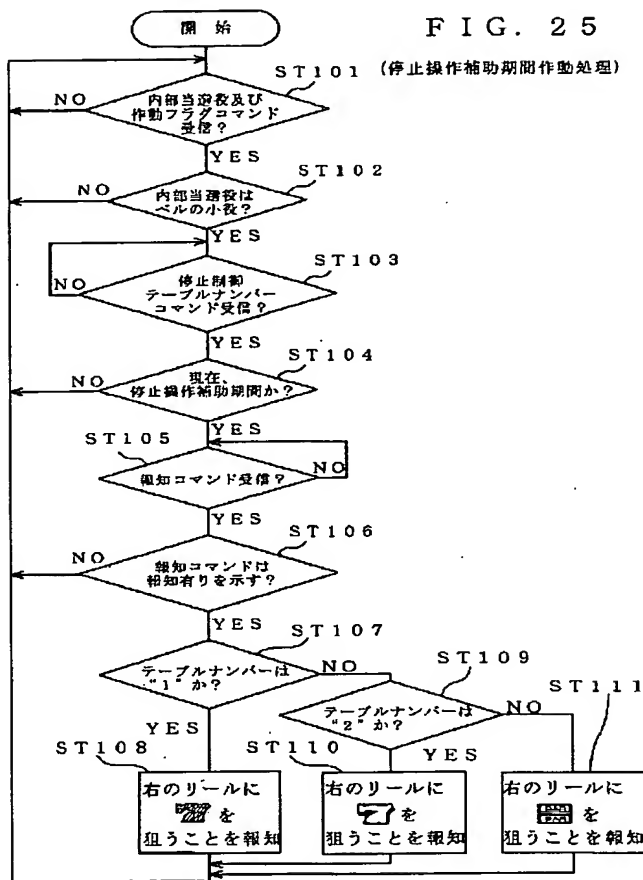 FIG. 25
(停止操作補助期間作動処理)
開始
ST101
内部当選役及び
作動フラグコマンド
受信?
NO
YES
ST102
内部当選役は
ベルの小役?
NO
YES
ST103
停止制御
テーブルナンバー
コマンド受信?
NO
YES
ST104
現在、
停止操作補助期間か?
NO
YES
ST105
報知コマンド受信?
NO
YES
ST106
報知コマンドは
報知有りを示す?
NO
YES
ST107
テーブルナンバーは
"1"か?
NO
YES
ST109
テーブルナンバーは
"2"か?
NO
YES
ST108
右のリールに
を
狙うことを報知
ST110
右のリールに
7を
狙うことを報知
ST111
右のリールに
を
狙うことを報知